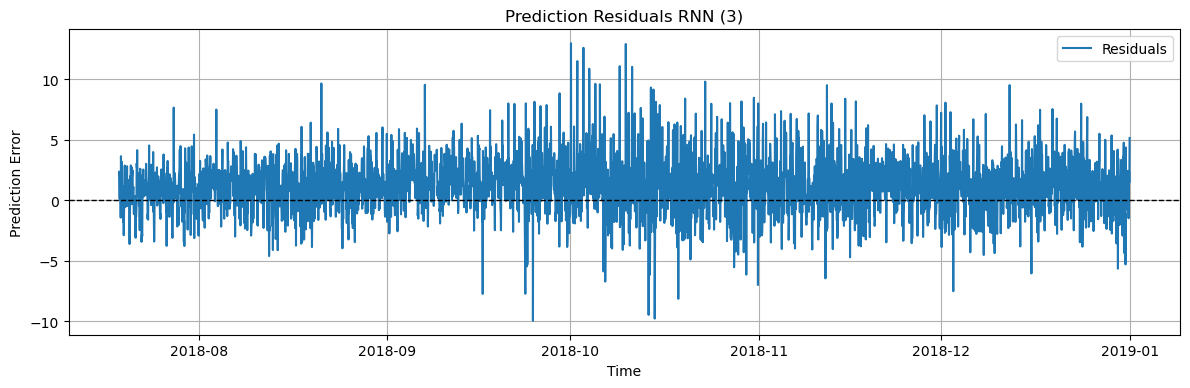 Prediction Residuals RNN (3)
Residuals
Prediction Error
10
5
0
−5
−10
2018-08
2018-09
2018-10
2018-11
2018-12
2019-01
Time